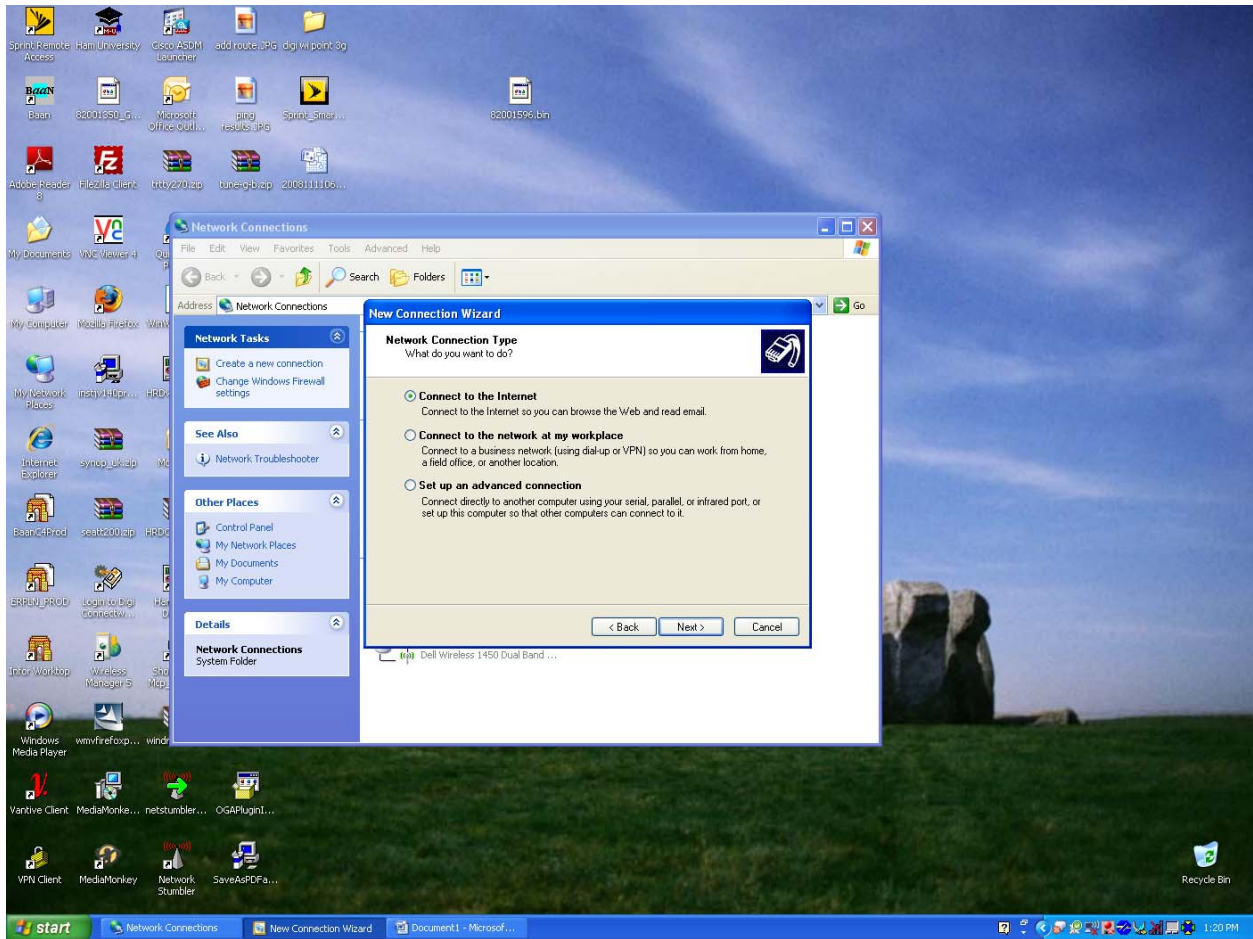 Sprint Remote Access
Ham University
Cisco ASDM Launcher
add route.JPG
digi wi point 3g
Baan
82001350_G...
Microsoft Office Outl...
ping results.JPG
Sprint_Smar...
82001596.bin
Adobe Reader 8
FileZilla Client
trtty270.zip
tune-g-b.zip
2008111106...
My Documents
VNC Viewer 4
My Computer
Mozilla Firefox
My Network Places
Internet Explorer
synop_uk.zip
BaanC4Prod
seatt200.zip
ERPLN_PROD
Login to Digi Connectw...
Infor Worktop
Wireless Manager 5
Windows Media Player
wmvfirefoxp...
Vantive Client
MediaMonke...
netstumbler...
OGAPluginI...
VPN Client
MediaMonkey
Network Stumbler
SaveAsPDFa...
Recycle Bin
Network Connections
File Edit View Favorites Tools Advanced Help
Back
Search
Folders
Address
Network Connections
Go
Network Tasks
Create a new connection
Change Windows Firewall settings
See Also
Network Troubleshooter
Other Places
Control Panel
My Network Places
My Documents
My Computer
Details
Network Connections
System Folder
New Connection Wizard
Network Connection Type
What do you want to do?
Connect to the Internet
Connect to the Internet so you can browse the Web and read email.
Connect to the network at my workplace
Connect to a business network (using dial-up or VPN) so you can work from home,
a field office, or another location.
Set up an advanced connection
Connect directly to another computer using your serial, parallel, or infrared port, or
set up this computer so that other computers can connect to it.
< Back
Next >
Cancel
Dell Wireless 1450 Dual Band ...
start
Network Connections
New Connection Wizard
Document1 - Microsof...
1:20 PM